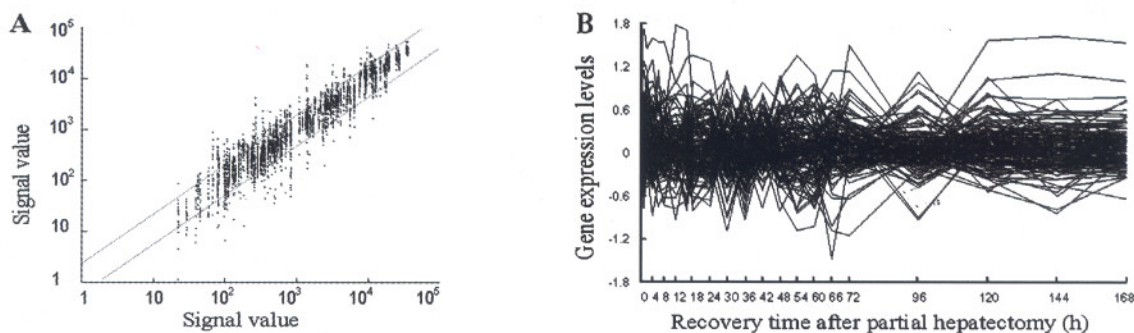 A
10⁵
10⁴
10³
10²
10
1
Signal value
1 10 10² 10³ 10⁴ 10⁵
Signal value
B
1.8
1.2
0.6
0
-0.6
-1.2
-1.8
Gene expression levels
0 4 8 12 18 24 30 36 42 48 54 60 66 72 96 120 144 168
Recovery time after partial hepatectomy (h)